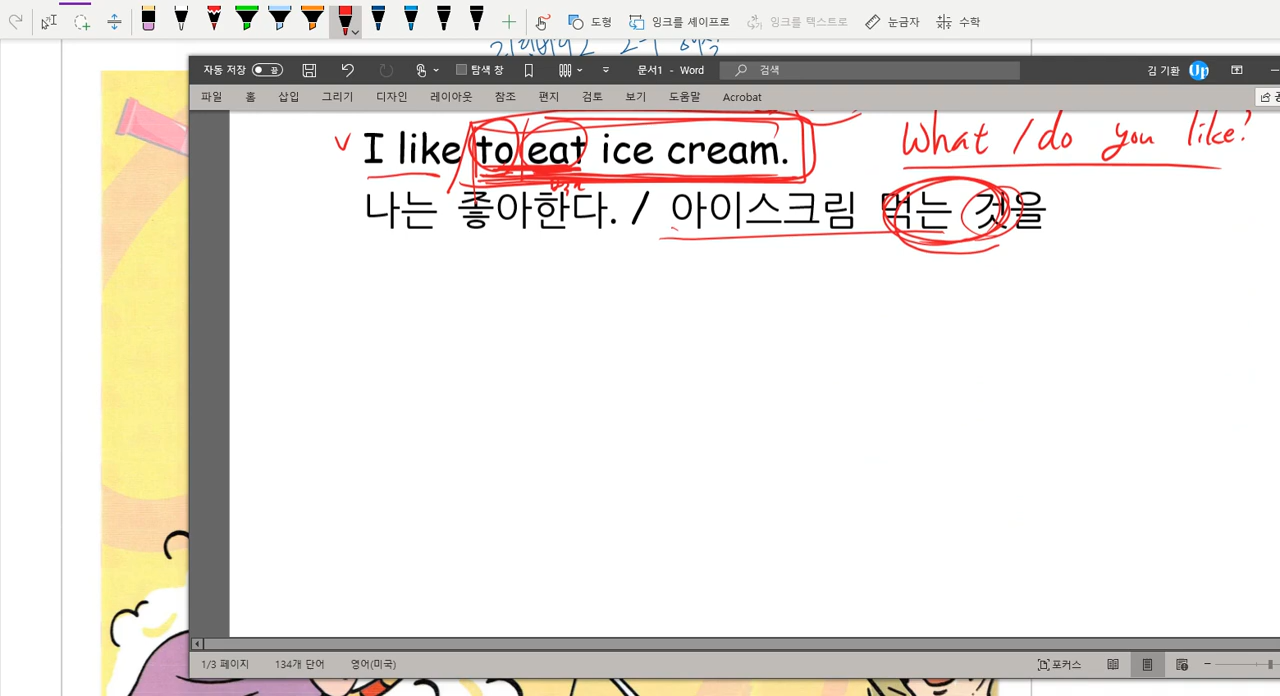 도형 잉크를 셰이프로 잉크를 텍스트로 눈금자 수학
자동 저장 끔 탐색 창 문서1 - Word 검색 김 기환 Up
파일 홈 삽입 그리기 디자인 레이아웃 참조 편지 검토 보기 도움말 Acrobat
I like to eat ice cream.
What / do you like?
나는 좋아한다. / 아이스크림 먹는 것을
1/3 페이지 134개 단어 영어(미국) 포커스